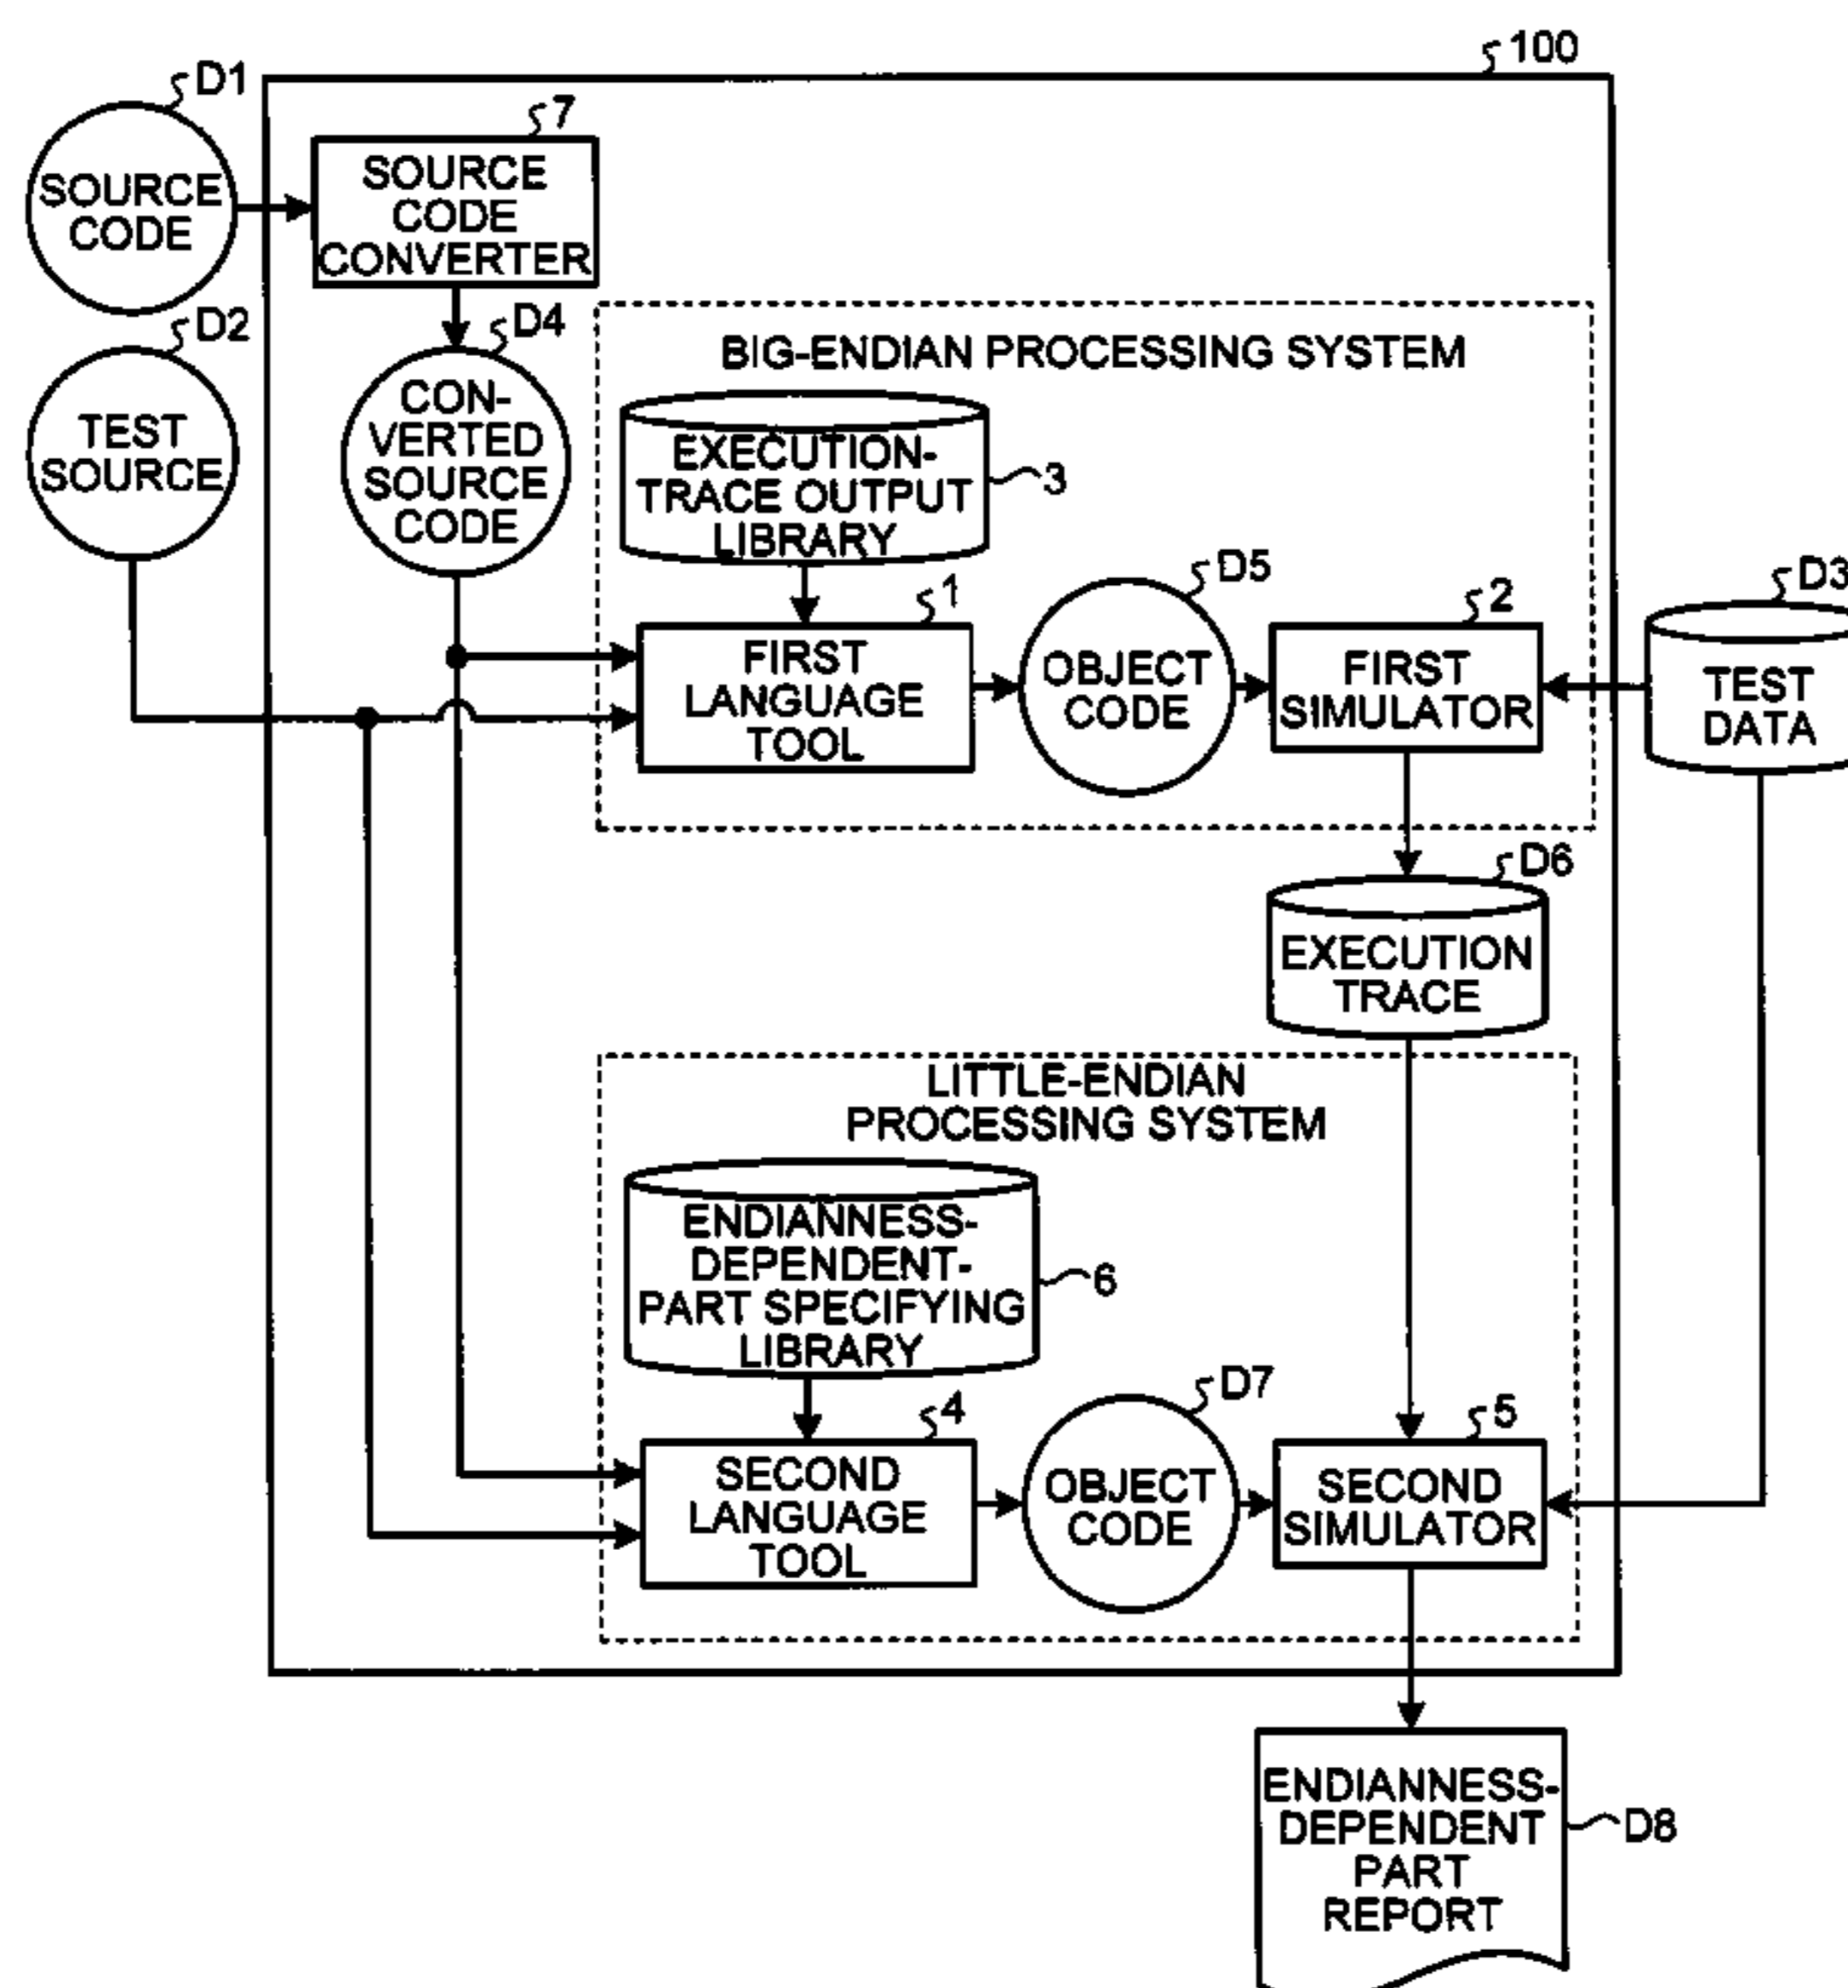 100
D1
SOURCE
CODE
7
SOURCE
CODE
CONVERTER
D2
TEST
SOURCE
D4
CON-
VERTED
SOURCE
CODE
BIG-ENDIAN PROCESSING SYSTEM
EXECUTION-
TRACE OUTPUT
LIBRARY
3
1
FIRST
LANGUAGE
TOOL
D5
OBJECT
CODE
2
FIRST
SIMULATOR
D3
TEST
DATA
D6
EXECUTION
TRACE
LITTLE-ENDIAN
PROCESSING SYSTEM
ENDIANNESS-
DEPENDENT-
PART SPECIFYING
LIBRARY
6
4
SECOND
LANGUAGE
TOOL
D7
OBJECT
CODE
5
SECOND
SIMULATOR
ENDIANNESS-
DEPENDENT
PART
REPORT
D8